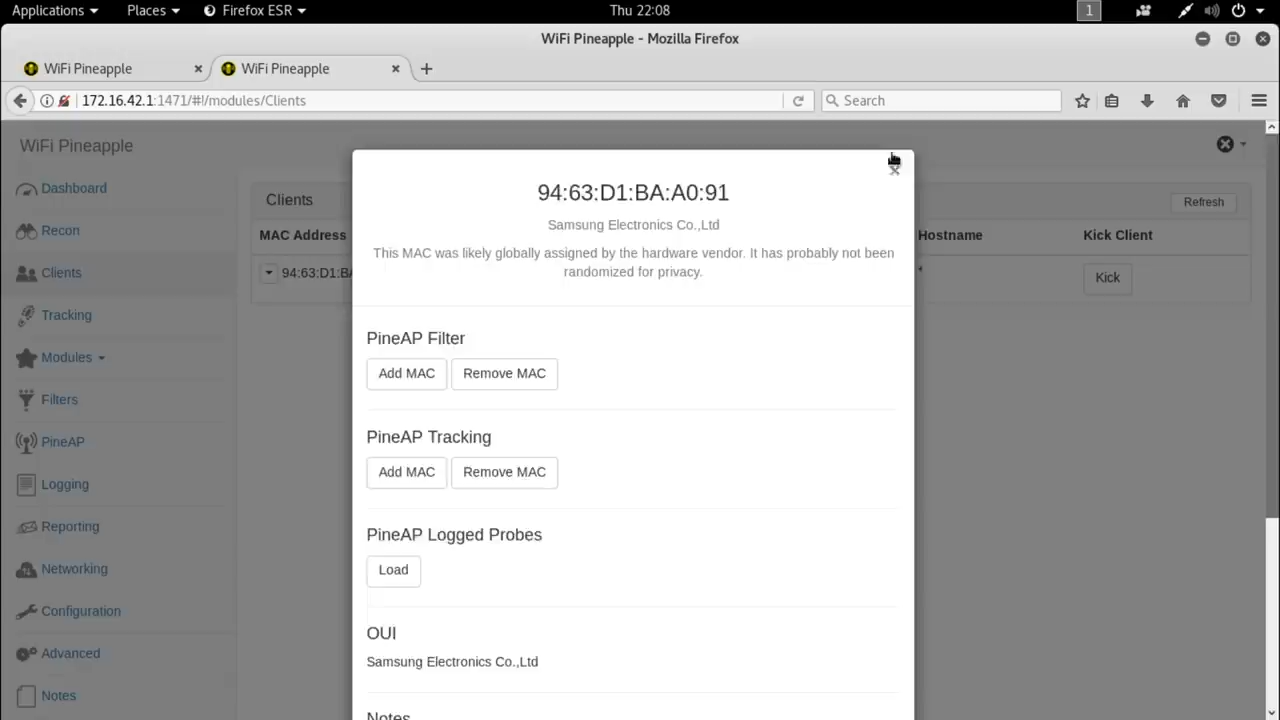 Applications Places Firefox ESR Thu 22:08 1
WiFi Pineapple - Mozilla Firefox
WiFi Pineapple WiFi Pineapple
172.16.42.1:1471/#!/modules/Clients Search
WiFi Pineapple
Dashboard
Recon
Clients
Tracking
Modules
Filters
PineAP
Logging
Reporting
Networking
Configuration
Advanced
Notes
Clients Refresh
MAC Address Hostname Kick Client
94:63:D1:BA * Kick
94:63:D1:BA:A0:91
Samsung Electronics Co.,Ltd
This MAC was likely globally assigned by the hardware vendor. It has probably not been
randomized for privacy.
PineAP Filter
Add MAC Remove MAC
PineAP Tracking
Add MAC Remove MAC
PineAP Logged Probes
Load
OUI
Samsung Electronics Co.,Ltd
Notes